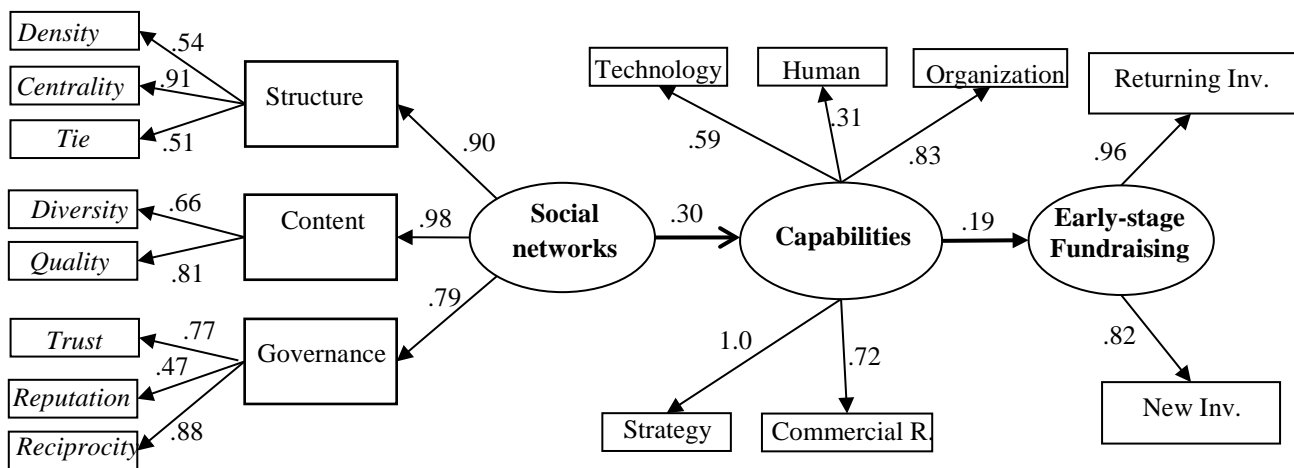 Density
.54
Centrality
.91
Structure
Tie
.51
.90
Diversity
.66
Content
.98
Quality
.81
Trust
.77
Governance
.79
Reputation
.47
Reciprocity
.88
Social
networks
.30
Technology
Human
Organization
.59
.31
.83
Capabilities
1.0
.72
Strategy
Commercial R.
.19
Returning Inv.
.96
Early-stage
Fundraising
.82
New Inv.